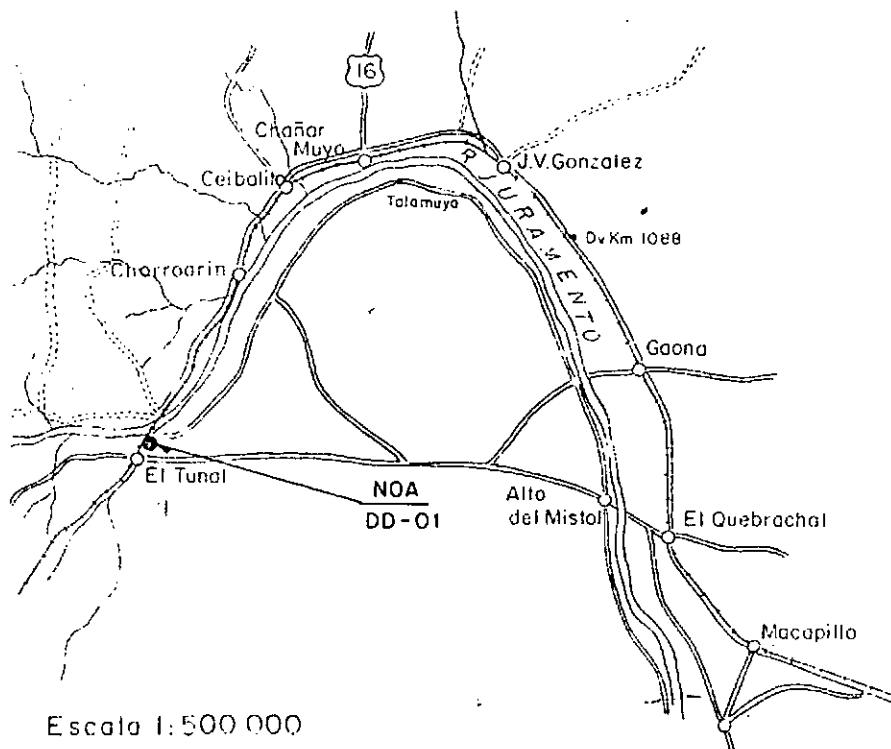 16
Chañar
Muyo
Ceibalito
J.V. Gonzalez
Talamuyo
R. JURAMENTO
Dv Km 1088
Chorroarin
Gaona
El Tunal
NOA
DD-01
Alto
del Mistol
El Quebrachal
Macapillo
Escala 1:500 000